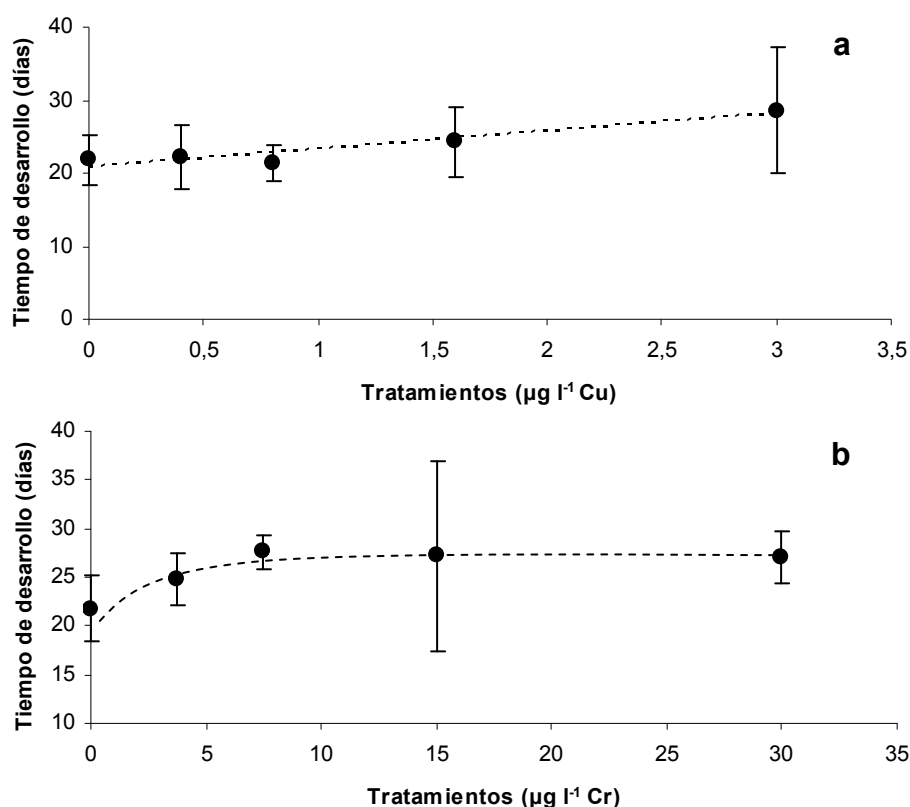 a
Tiempo de desarrollo (días)
40
30
20
10
0
0 0,5 1 1,5 2 2,5 3 3,5
Tratamientos (µg l⁻¹ Cu)
b
Tiempo de desarrollo (días)
40
35
30
25
20
15
10
0 5 10 15 20 25 30 35
Tratamientos (µg l⁻¹ Cr)